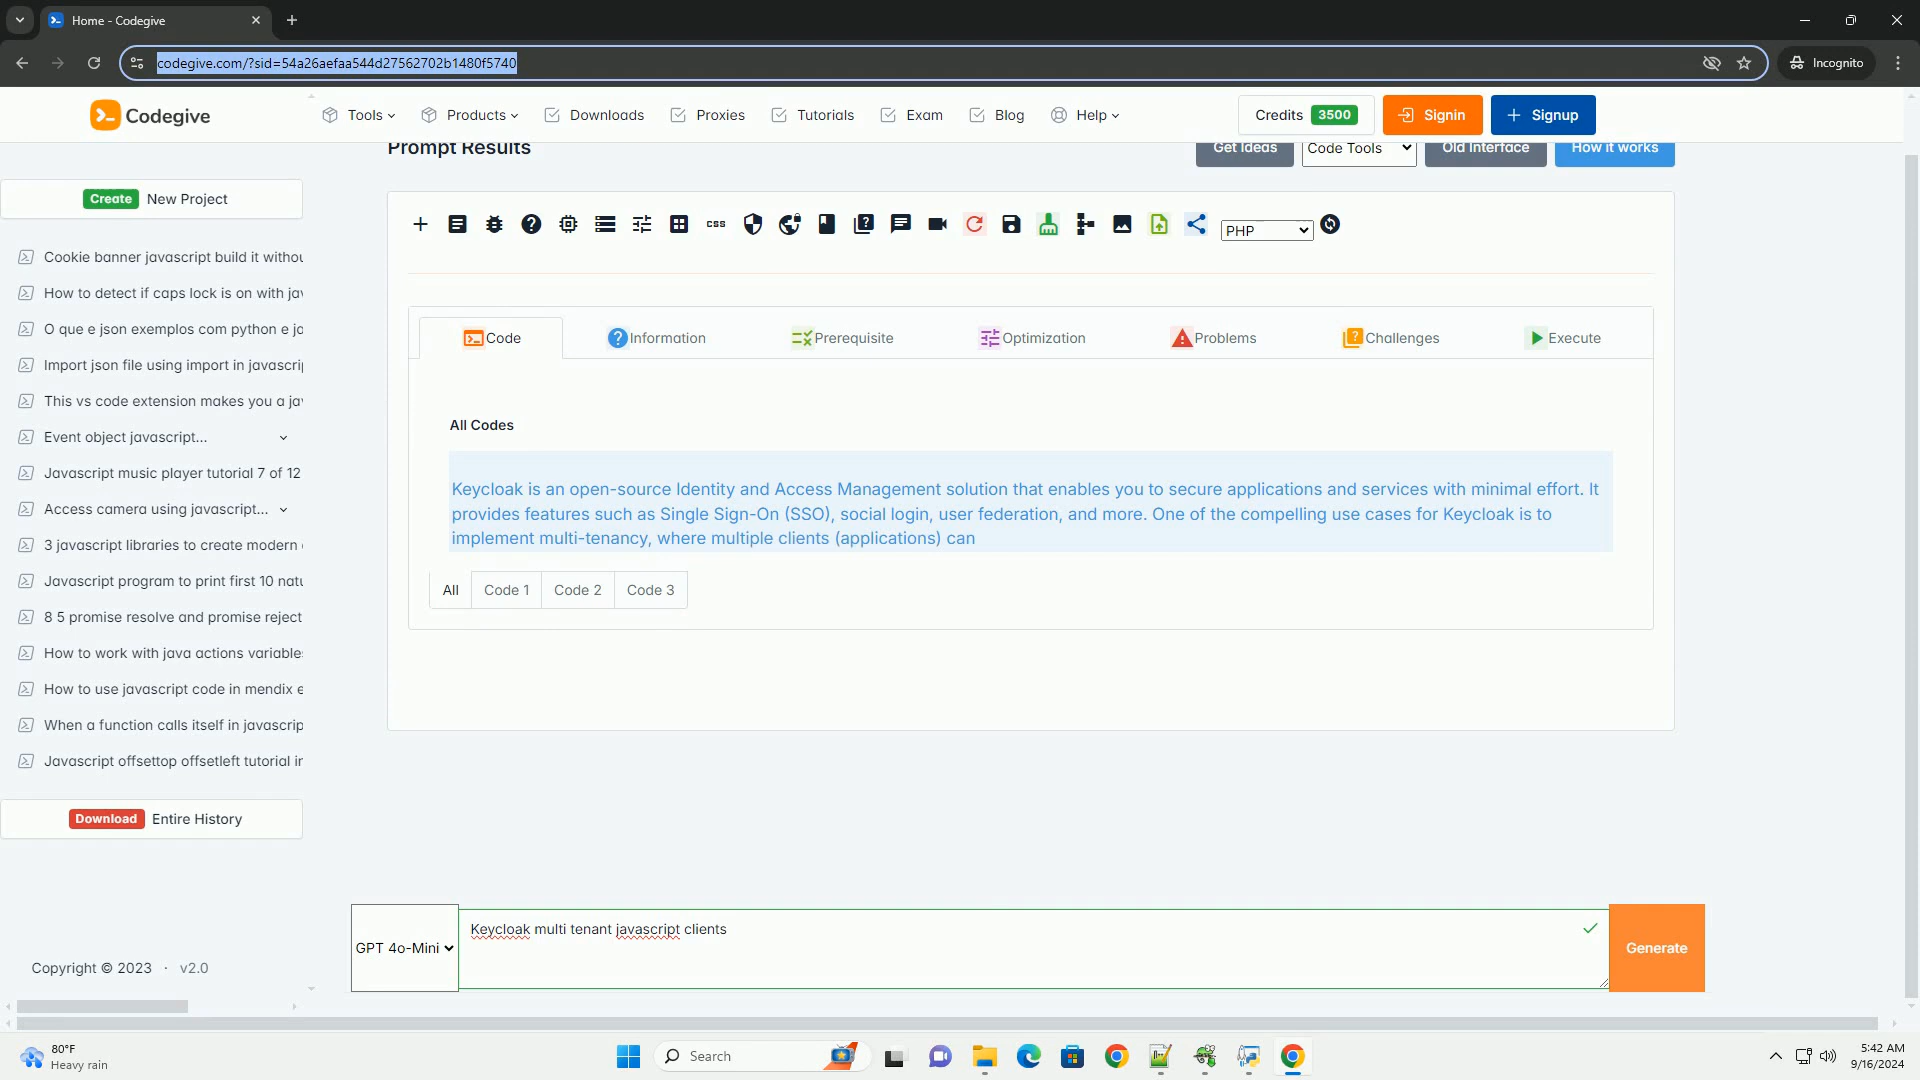 Home - Codegive
codegive.com/?sid=54a26aefaa544d27562702b1480f5740
Incognito
Codegive
Tools
Products
Downloads
Proxies
Tutorials
Exam
Blog
Help
Credits 3500
Signin
Signup
Prompt Results
Get Ideas
Code Tools
Old Interface
How it works
Create New Project
Cookie banner javascript build it withou
How to detect if caps lock is on with jav
O que e json exemplos com python e ja
Import json file using import in javascrip
This vs code extension makes you a jav
Event object javascript...
Javascript music player tutorial 7 of 12
Access camera using javascript...
3 javascript libraries to create modern
Javascript program to print first 10 natu
8 5 promise resolve and promise reject
How to work with java actions variables
How to use javascript code in mendix e
When a function calls itself in javascrip
Javascript offsettop offsetleft tutorial in
Download Entire History
Copyright © 2023 · v2.0
css
PHP
Code
Information
Prerequisite
Optimization
Problems
Challenges
Execute
All Codes
Keycloak is an open-source Identity and Access Management solution that enables you to secure applications and services with minimal effort. It
provides features such as Single Sign-On (SSO), social login, user federation, and more. One of the compelling use cases for Keycloak is to
implement multi-tenancy, where multiple clients (applications) can
All
Code 1
Code 2
Code 3
GPT 4o-Mini
Keycloak multi tenant javascript clients
Generate
80°F
Heavy rain
Search
5:42 AM
9/16/2024